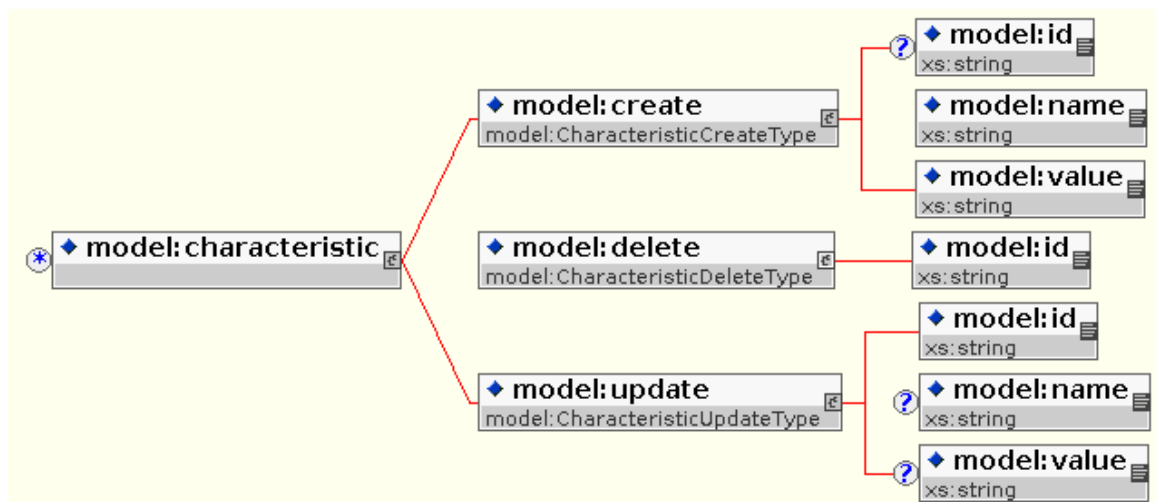 model:id
xs:string
model:create
model:CharacteristicCreateType
model:name
xs:string
model:value
xs:string
model:characteristic
model:delete
model:CharacteristicDeleteType
model:id
xs:string
model:id
xs:string
model:update
model:CharacteristicUpdateType
model:name
xs:string
model:value
xs:string